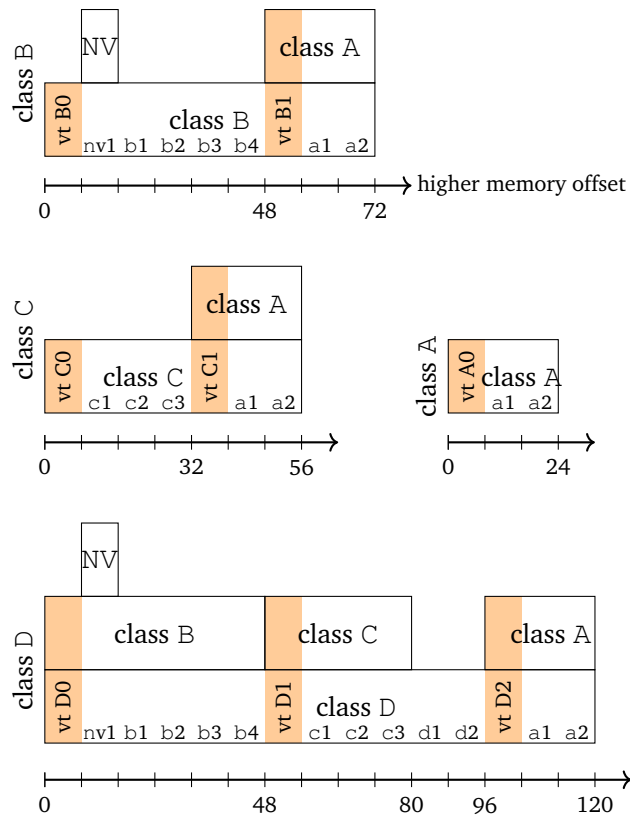 class B
NV
class A
vt B0
class B
vt B1
nv1 b1 b2 b3 b4 a1 a2
higher memory offset
0 48 72
class C
class A
vt C0
class C
vt C1
c1 c2 c3 a1 a2
0 32 56
class A
vt A0
class A
a1 a2
0 24
class D
NV
class B
class C
class A
vt D0
vt D1
class D
vt D2
nv1 b1 b2 b3 b4 c1 c2 c3 d1 d2 a1 a2
0 48 80 96 120